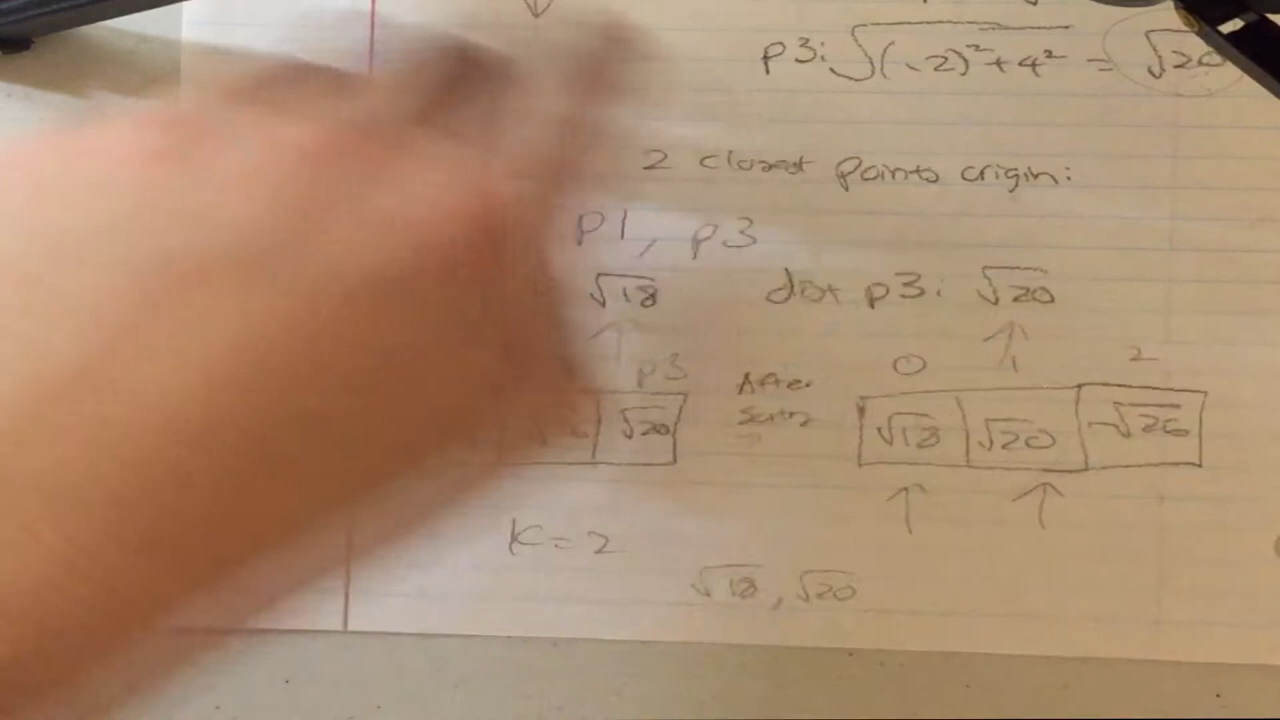 p3: √(-2)²+4² = √20
2 closest points origin:
p1, p3
√18 dist p3: √20
0 1 2
p3 After
√20 √18 √20 √26
K=2
√18, √20